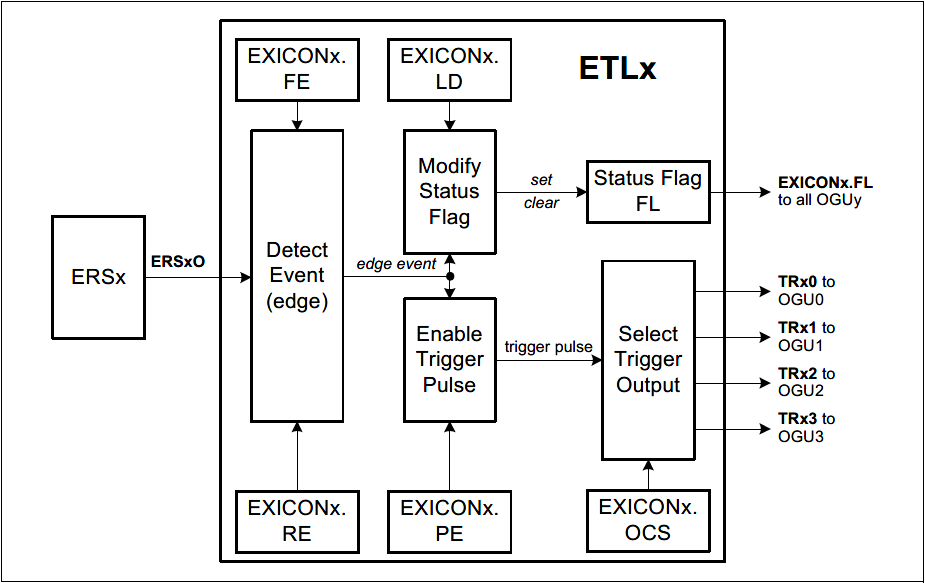 EXICONx.
FE
EXICONx.
LD
ETLx
Modify
Status
Flag
set
clear
Status Flag
FL
EXICONx.FL
to all OGUy
ERSx
ERSxO
Detect
Event
(edge)
edge event
Enable
Trigger
Pulse
trigger pulse
Select
Trigger
Output
TRx0 to
OGU0
TRx1 to
OGU1
TRx2 to
OGU2
TRx3 to
OGU3
EXICONx.
RE
EXICONx.
PE
EXICONx.
OCS